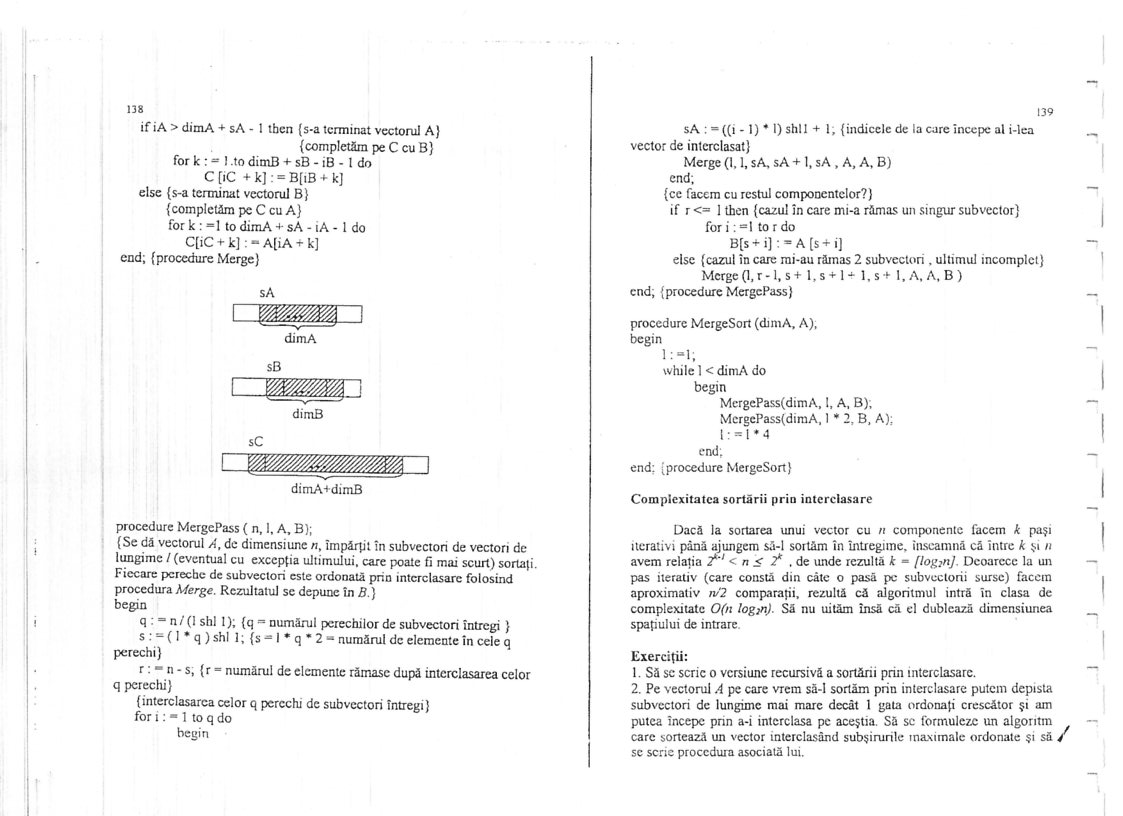 138
if iA > dimA + sA - 1 then {s-a terminat vectorul A}
{completăm pe C cu B}
for k : = 1 to dimB + sB - iB - 1 do
C [iC + k] : = B[iB + k]
else {s-a terminat vectorul B}
{completăm pe C cu A}
for k : =1 to dimA + sA - iA - 1 do
C[iC + k] : = A[iA + k]
end; {procedure Merge}
sA
...
dimA
sB
...
dimB
sC
...
dimA+dimB
procedure MergePass ( n, l, A, B);
{Se dă vectorul A, de dimensiune n, împărţit în subvectori de vectori de
lungime l (eventual cu excepţia ultimului, care poate fi mai scurt) sortaţi.
Fiecare pereche de subvectori este ordonată prin interclasare folosind
procedura Merge. Rezultatul se depune în B.}
begin
q : = n / (l shl 1); {q = numărul perechilor de subvectori întregi }
s : = ( l * q ) shl 1; {s = l * q * 2 = numărul de elemente în cele q
perechi}
r : = n - s; {r = numărul de elemente rămase după interclasarea celor
q perechi}
{interclasarea celor q perechi de subvectori întregi}
for i : = 1 to q do
begin
139
sA : = ((i - 1) * l) shl1 + 1; {indicele de la care începe al i-lea
vector de interclasat}
Merge (l, l, sA, sA + l, sA , A, A, B)
end;
{ce facem cu restul componentelor?}
if r <= l then {cazul în care mi-a rămas un singur subvector}
for i : =1 to r do
B[s + i] : = A [s + i]
else {cazul în care mi-au rămas 2 subvectori , ultimul incomplet}
Merge (l, r - l, s + 1, s + l + 1, s + 1, A, A, B )
end; {procedure MergePass}
procedure MergeSort (dimA, A);
begin
l : =1;
while l < dimA do
begin
MergePass(dimA, l, A, B);
MergePass(dimA, l * 2, B, A);
l : = l * 4
end;
end; {procedure MergeSort}
Complexitatea sortării prin interclasare
Dacă la sortarea unui vector cu n componente facem k paşi
iterativi până ajungem să-l sortăm în întregime, înseamnă că între k şi n
avem relaţia 2^{k-1} < n ≤ 2^k , de unde rezultă k = [log₂n]. Deoarece la un
pas iterativ (care constă din câte o pasă pe subvectorii surse) facem
aproximativ n/2 comparaţii, rezultă că algoritmul intră în clasa de
complexitate O(n log₂n). Să nu uităm însă că el dublează dimensiunea
spaţiului de intrare.
Exerciţii:
1. Să se scrie o versiune recursivă a sortării prin interclasare.
2. Pe vectorul A pe care vrem să-l sortăm prin interclasare putem depista
subvectori de lungime mai mare decât 1 gata ordonaţi crescător şi am
putea începe prin a-i interclasa pe aceştia. Să se formuleze un algoritm
care sortează un vector interclasând subşirurile maximale ordonate şi să
se scrie procedura asociată lui.